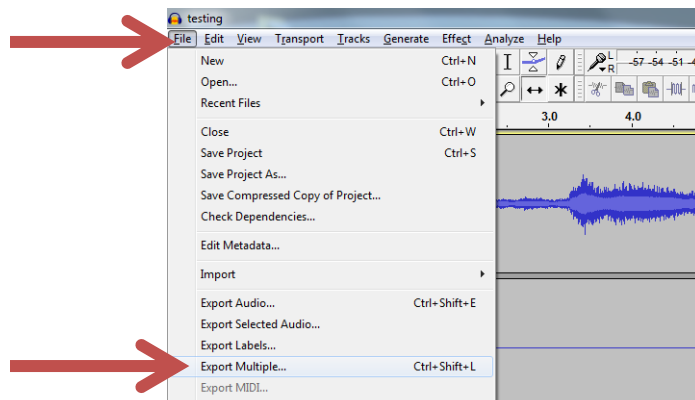 testing
File Edit View Transport Tracks Generate Effect Analyze Help
New Ctrl+N
Open... Ctrl+O
Recent Files
Close Ctrl+W
Save Project Ctrl+S
Save Project As...
Save Compressed Copy of Project...
Check Dependencies...
Edit Metadata...
Import
Export Audio... Ctrl+Shift+E
Export Selected Audio...
Export Labels...
Export Multiple... Ctrl+Shift+L
Export MIDI...
L
R -57 -54 -51
3.0 4.0